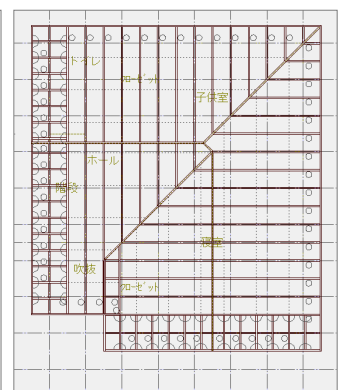 トイレ
クローゼット
子供室
ホール
階段
寝室
吹抜
クローゼット